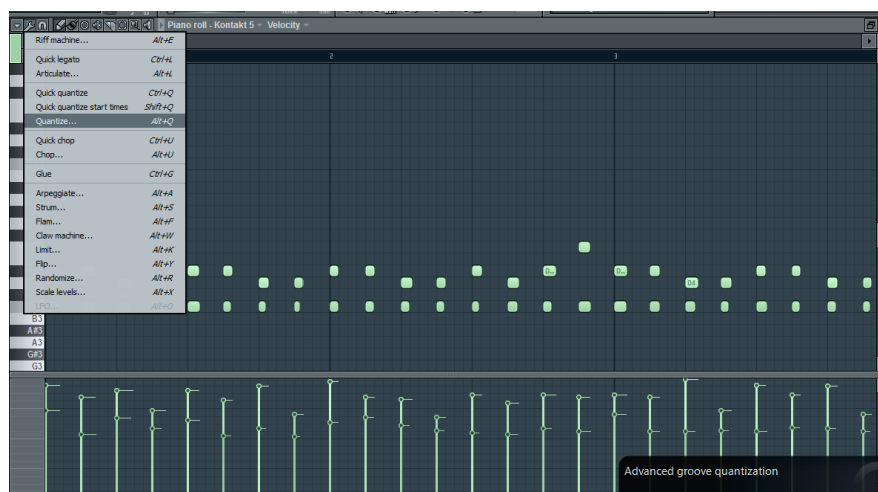 Piano roll - Kontakt 5 Velocity
Riff machine... Alt+E
Quick legato Ctrl+L
Articulate... Alt+L
Quick quantize Ctrl+Q
Quick quantize start times Shift+Q
Quantize... Alt+Q
Quick chop Ctrl+U
Chop... Alt+U
Glue Ctrl+G
Arpeggiate... Alt+A
Strum... Alt+S
Flam... Alt+F
Claw machine... Alt+W
Limit... Alt+K
Flip... Alt+Y
Randomize... Alt+R
Scale levels... Alt+X
LFO... Alt+O
2 3
D... D...
D4
B3
A#3
A3
G#3
G3
Advanced groove quantization